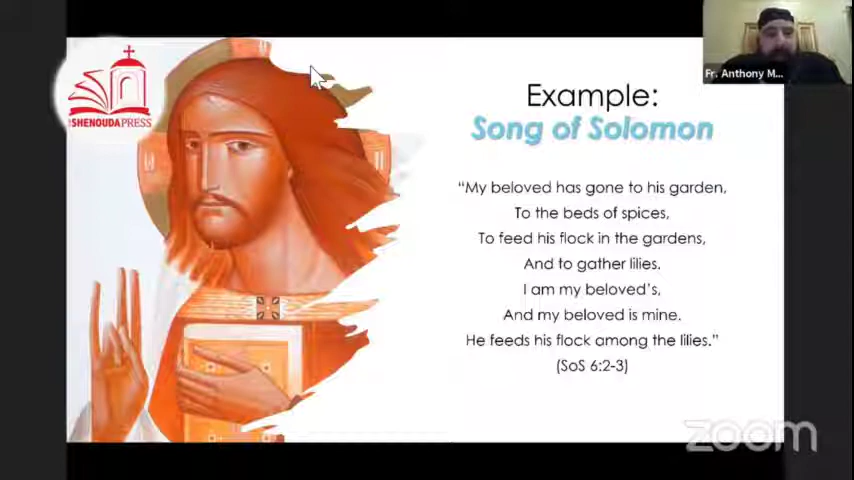 Fr. Anthony M...
SHENOUDA PRESS
Example:
Song of Solomon
“My beloved has gone to his garden,
To the beds of spices,
To feed his flock in the gardens,
And to gather lilies.
I am my beloved’s,
And my beloved is mine.
He feeds his flock among the lilies.”
(SoS 6:2-3)
zoom